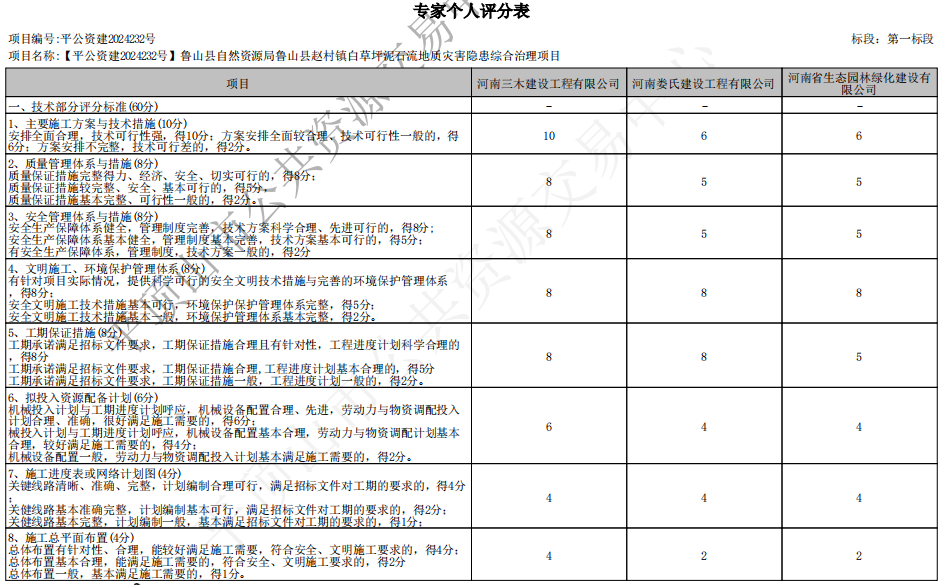 专家个人评分表
项目编号:平公资建2024232号
标段: 第一标段
项目名称:【平公资建2024232号】鲁山县自然资源局鲁山县赵村镇白草坪泥石流地质灾害隐患综合治理项目
项目 河南三木建设工程有限公司 河南娄氏建设工程有限公司 河南省生态园林绿化建设有限公司
一、技术部分评分标准(60分) - - -
1、主要施工方案与技术措施(10分)
安排全面合理，技术可行性强，得10分；方案安排全面较合理、技术可行性一般的，得
6分；方案安排不完整，技术可行差的，得2分。
10 6 6
2、质量管理体系与措施(8分)
质量保证措施完整得力、经济、安全、切实可行的，得8分；
质量保证措施较完整、安全、基本可行的，得5分，
质量保证措施基本完整、可行性一般的，得2分。
8 5 5
3、安全管理体系与措施(8分)
安全生产保障体系健全，管理制度完善，技术方案科学合理、先进可行的，得8分;
安全生产保障体系基本健全，管理制度基本完善，技术方案基本可行的，得5分；
有安全生产保障体系，管理制度，技术方案一般的，得2分
8 5 5
4、文明施工、环境保护管理体系(8分)
有针对项目实际情况，提供科学可行的安全文明技术措施与完善的环境保护管理体系
，得8分；
安全文明施工技术措施基本可行，环境保护保护管理体系完整，得5分；
安全文明施工技术措施基本一般，环境保护管理体系基本完整，得2分。
8 8 8
5、工期保证措施(8分)
工期承诺满足招标文件要求，工期保证措施合理且有针对性，工程进度计划科学合理的
，得8分
工期承诺满足招标文件要求，工期保证措施合理,工程进度计划基本合理的，得5分
工期承诺满足招标文件要求，工期保证措施一般，工程进度计划一般的，得2分。
8 8 5
6、拟投入资源配备计划(6分)
机械投入计划与工期进度计划呼应，机械设备配置合理、先进，劳动力与物资调配投入
计划合理、准确，很好满足施工需要的，得6分；
械投入计划与工期进度计划呼应，机械设备配置基本合理，劳动力与物资调配计划基本
合理，较好满足施工需要的，得4分；
机械设备配置一般，劳动力与物资调配投入计划基本满足施工需要的，得2分。
6 4 4
7、施工进度表或网络计划图(4分)
关键线路清晰、准确、完整，计划编制合理可行，满足招标文件对工期的要求的，得4分
；
关健线路基本准确完整，计划编制基本可行，满足招标文件对工期的要求的，得2分；
关健线路基本完整，计划编制一般，基本满足招标文件对工期的要求的，得1分；
4 4 4
8、施工总平面布置(4分)
总体布置有针对性、合理，能较好满足施工需要，符合安全、文明施工要求的，得4分；
总体布置基本合理，能满足施工需要的，符合安全、文明施工要求的，得2分
总体布置一般，基本满足施工需要的，得1分。
4 2 2
平顶山市公共资源交易中心